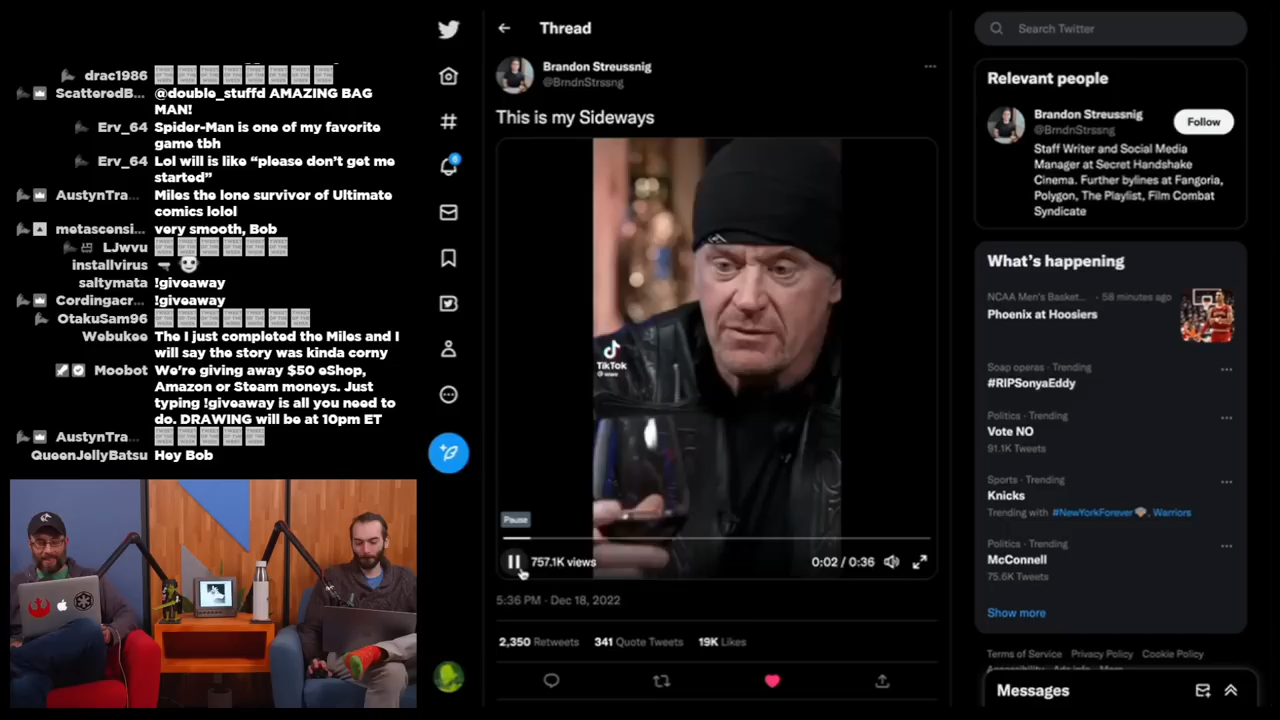 drac1986
ScatteredB... @double_stuffd AMAZING BAG
MAN!
Erv_64 Spider-Man is one of my favorite
game tbh
Erv_64 Lol will is like “please don’t get me
started”
AustynTra... Miles the lone survivor of Ultimate
comics lolol
metascensi... very smooth, Bob
LJwvu
installvirus
saltymata !giveaway
Cordingacr... !giveaway
OtakuSam96
Webukee The I just completed the Miles and I
will say the story was kinda corny
Moobot We're giving away $50 eShop,
Amazon or Steam moneys. Just
typing !giveaway is all you need to
do. DRAWING will be at 10pm ET
AustynTra...
QueenJellyBatsu Hey Bob
6
Thread
Brandon Streussnig
@BrndnStrssng
This is my Sideways
TikTok
Pause
757.1K views
0:02 / 0:36
5:36 PM · Dec 18, 2022
2,350 Retweets 341 Quote Tweets 19K Likes
Search Twitter
Relevant people
Brandon Streussnig
@BrndnStrssng
Follow
Staff Writer and Social Media
Manager at Secret Handshake
Cinema. Further bylines at Fangoria,
Polygon, The Playlist, Film Combat
Syndicate
What's happening
NCAA Men's Basket... · 58 minutes ago
Phoenix at Hoosiers
Soap operas · Trending
#RIPSonyaEddy
Politics · Trending
Vote NO
91.1K Tweets
Sports · Trending
Knicks
Trending with #NewYorkForever, Warriors
Politics · Trending
McConnell
75.6K Tweets
Show more
Terms of Service Privacy Policy Cookie Policy
Messages